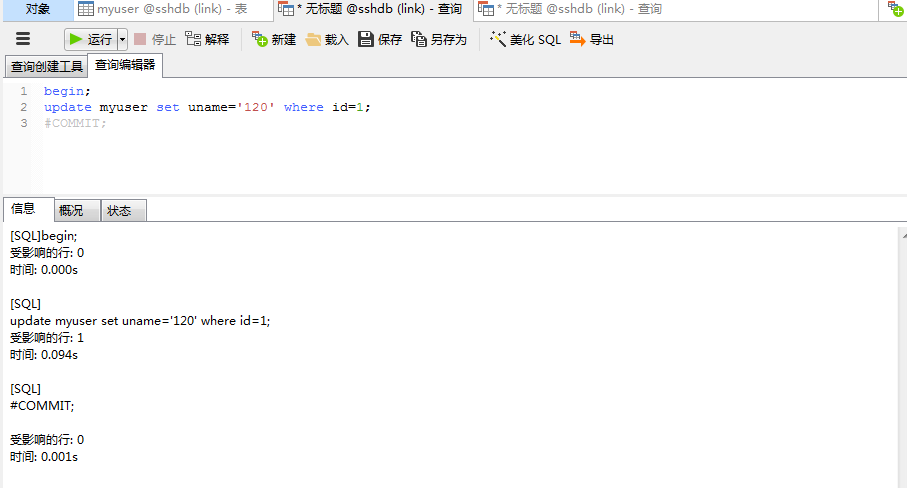 对象 myuser @sshdb (link) - 表 * 无标题 @sshdb (link) - 查询 * 无标题 @sshdb (link) - 查询
运行 停止 解释 新建 载入 保存 另存为 美化 SQL 导出
查询创建工具 查询编辑器
1 begin;
2 update myuser set uname='120' where id=1;
3 #COMMIT;
信息 概况 状态
[SQL]begin;
受影响的行: 0
时间: 0.000s
[SQL]
update myuser set uname='120' where id=1;
受影响的行: 1
时间: 0.094s
[SQL]
#COMMIT;
受影响的行: 0
时间: 0.001s